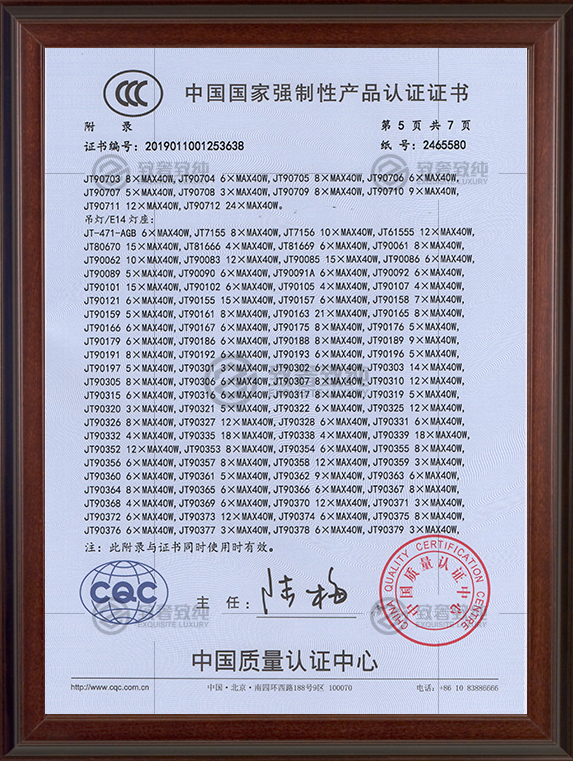 中国国家强制性产品认证证书
附 录
第 5 页 共 7 页
证书编号: 2019011001253638
纸 号: 2465580
JT90703 8×MAX40W,JT90704 6×MAX40W,JT90705 8×MAX40W,JT90706 6×MAX40W,
JT90707 5×MAX40W,JT90708 3×MAX40W,JT90709 8×MAX40W,JT90710 9×MAX40W,
JT90711 12×MAX40W,JT90712 24×MAX40W。
吊灯/E14 灯座:
JT-471-AGB 6×MAX40W,JT7155 8×MAX40W,JT7156 10×MAX40W,JT61555 12×MAX40W,
JT80670 15×MAX40W,JT81666 4×MAX40W,JT81669 6×MAX40W,JT90061 8×MAX40W,
JT90062 10×MAX40W,JT90083 12×MAX40W,JT90085 15×MAX40W,JT90086 6×MAX40W,
JT90089 5×MAX40W,JT90090 6×MAX40W,JT90091A 6×MAX40W,JT90092 6×MAX40W,
JT90101 15×MAX40W,JT90102 6×MAX40W,JT90105 4×MAX40W,JT90107 4×MAX40W,
JT90121 6×MAX40W,JT90155 15×MAX40W,JT90157 6×MAX40W,JT90158 7×MAX40W,
JT90159 5×MAX40W,JT90161 8×MAX40W,JT90163 21×MAX40W,JT90165 8×MAX40W,
JT90166 6×MAX40W,JT90167 6×MAX40W,JT90175 8×MAX40W,JT90176 5×MAX40W,
JT90179 6×MAX40W,JT90186 6×MAX40W,JT90188 8×MAX40W,JT90189 9×MAX40W,
JT90191 8×MAX40W,JT90192 8×MAX40W,JT90193 6×MAX40W,JT90196 5×MAX40W,
JT90197 5×MAX40W,JT90301 3×MAX40W,JT90302 6×MAX40W,JT90303 14×MAX40W,
JT90305 8×MAX40W,JT90306 8×MAX40W,JT90307 8×MAX40W,JT90310 12×MAX40W,
JT90315 6×MAX40W,JT90316 6×MAX40W,JT90317 8×MAX40W,JT90319 5×MAX40W,
JT90320 3×MAX40W,JT90321 5×MAX40W,JT90322 6×MAX40W,JT90325 12×MAX40W,
JT90326 8×MAX40W,JT90327 12×MAX40W,JT90328 6×MAX40W,JT90331 6×MAX40W,
JT90332 4×MAX40W,JT90335 18×MAX40W,JT90338 4×MAX40W,JT90339 18×MAX40W,
JT90352 12×MAX40W,JT90353 8×MAX40W,JT90354 6×MAX40W,JT90355 8×MAX40W,
JT90356 6×MAX40W,JT90357 8×MAX40W,JT90358 12×MAX40W,JT90359 3×MAX40W,
JT90360 6×MAX40W,JT90361 5×MAX40W,JT90362 9×MAX40W,JT90363 6×MAX40W,
JT90364 8×MAX40W,JT90365 6×MAX40W,JT90366 6×MAX40W,JT90367 8×MAX40W,
JT90368 4×MAX40W,JT90369 6×MAX40W,JT90370 12×MAX40W,JT90371 3×MAX40W,
JT90372 6×MAX40W,JT90373 12×MAX40W,JT90374 6×MAX40W,JT90375 8×MAX40W,
JT90376 6×MAX40W,JT90377 3×MAX40W,JT90378 6×MAX40W,JT90379 3×MAX40W,
注: 此附录与证书同时使用时有效。
CQC
主 任: 陆梅
CHINA QUALITY CERTIFICATION CENTRE
中国质量认证中心
致奢致纯
EXQUISITE LUXURY
中国质量认证中心
http://www.cqc.com.cn
中国·北京·南四环西路188号9区 100070
电话:+86 10 83886666